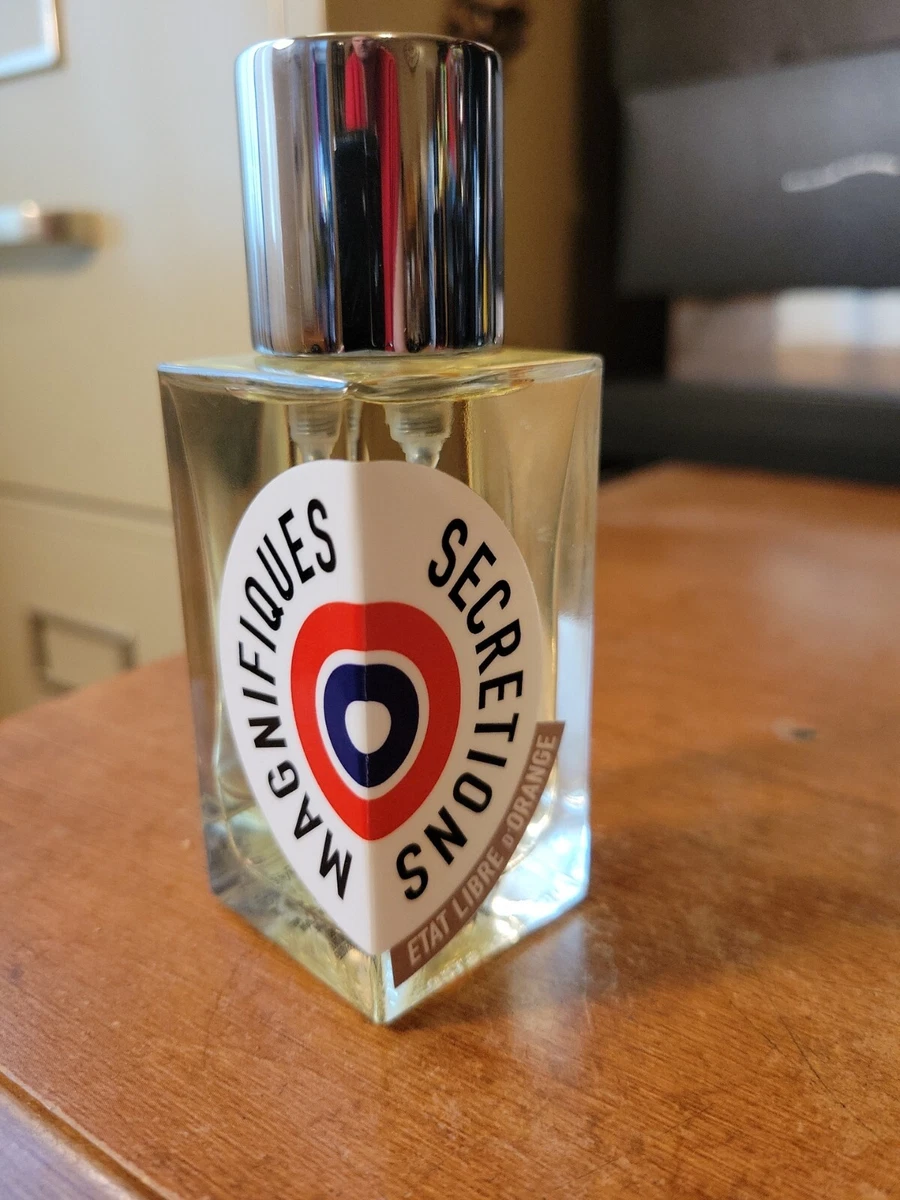 SECRETIONS
MAGNIFIQUES
ETAT LIBRE D'ORANGE